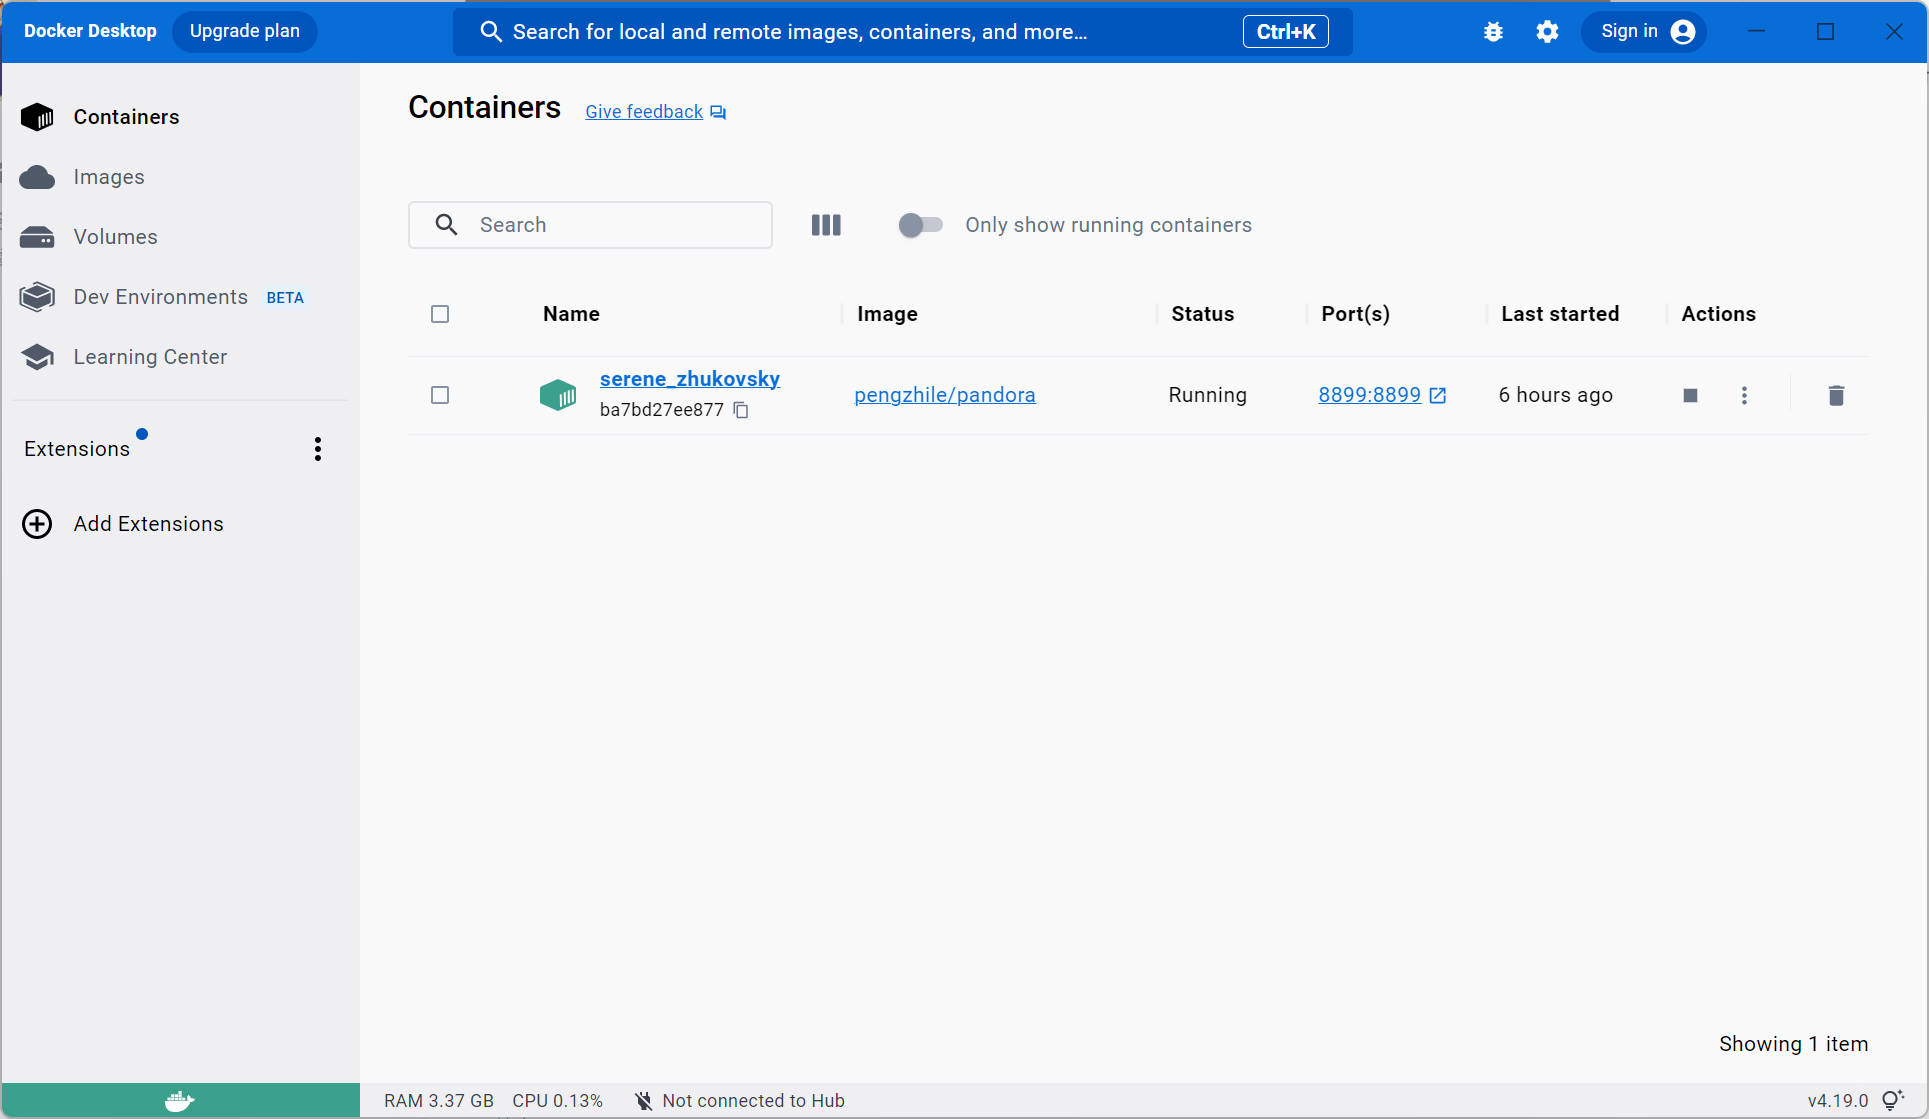 Docker Desktop Upgrade plan Search for local and remote images, containers, and more... Ctrl+K Sign in
Containers
Images
Volumes
Dev Environments BETA
Learning Center
Extensions
Add Extensions
Containers Give feedback
Search Only show running containers
Name Image Status Port(s) Last started Actions
serene_zhukovsky
ba7bd27ee877
pengzhile/pandora Running 8899:8899 6 hours ago
Showing 1 item
RAM 3.37 GB CPU 0.13% Not connected to Hub v4.19.0